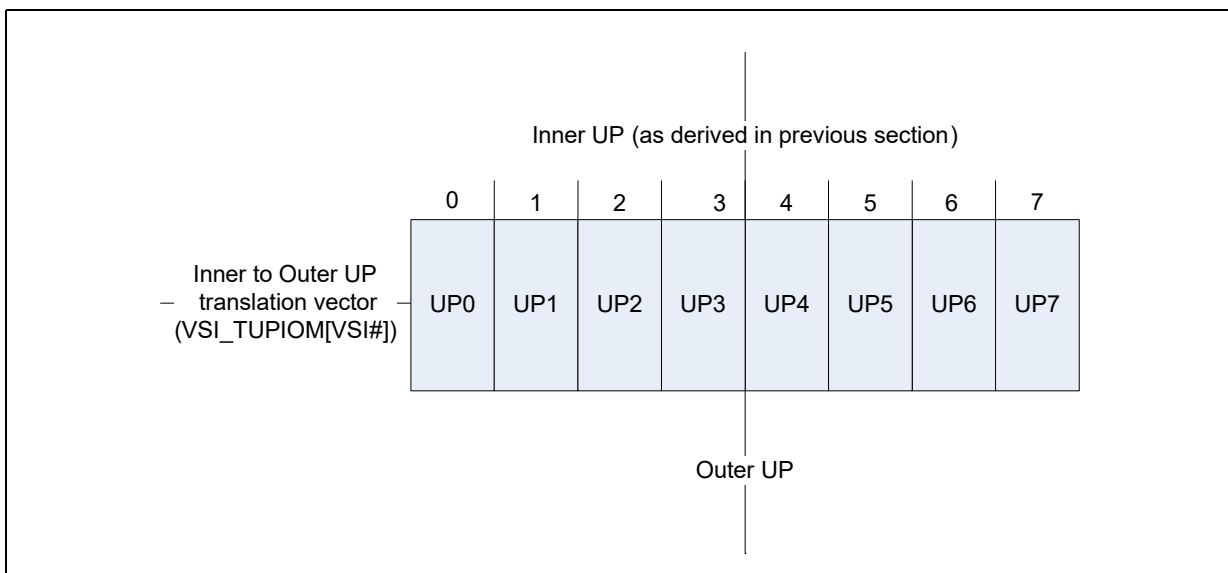 Inner UP (as derived in previous section)
0 1 2 3 4 5 6 7
Inner to Outer UP
translation vector
(VSI_TUPIOM[VSI#])
UP0 UP1 UP2 UP3 UP4 UP5 UP6 UP7
Outer UP